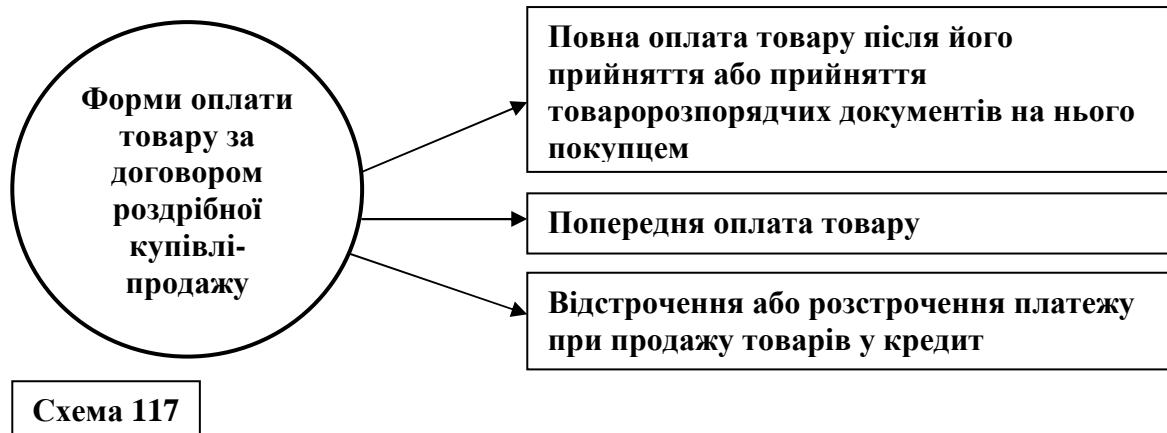 Форми оплати
товару за
договором
роздрібної
купівлі-
продажу
Повна оплата товару після його
прийняття або прийняття
товаророзпорядчих документів на нього
покупцем
Попередня оплата товару
Відстрочення або розстрочення платежу
при продажу товарів у кредит
Схема 117